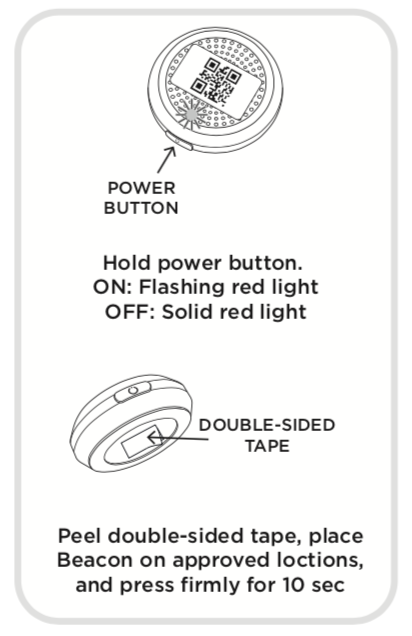 POWER
BUTTON
Hold power button.
ON: Flashing red light
OFF: Solid red light
DOUBLE-SIDED
TAPE
Peel double-sided tape, place
Beacon on approved loctions,
and press firmly for 10 sec